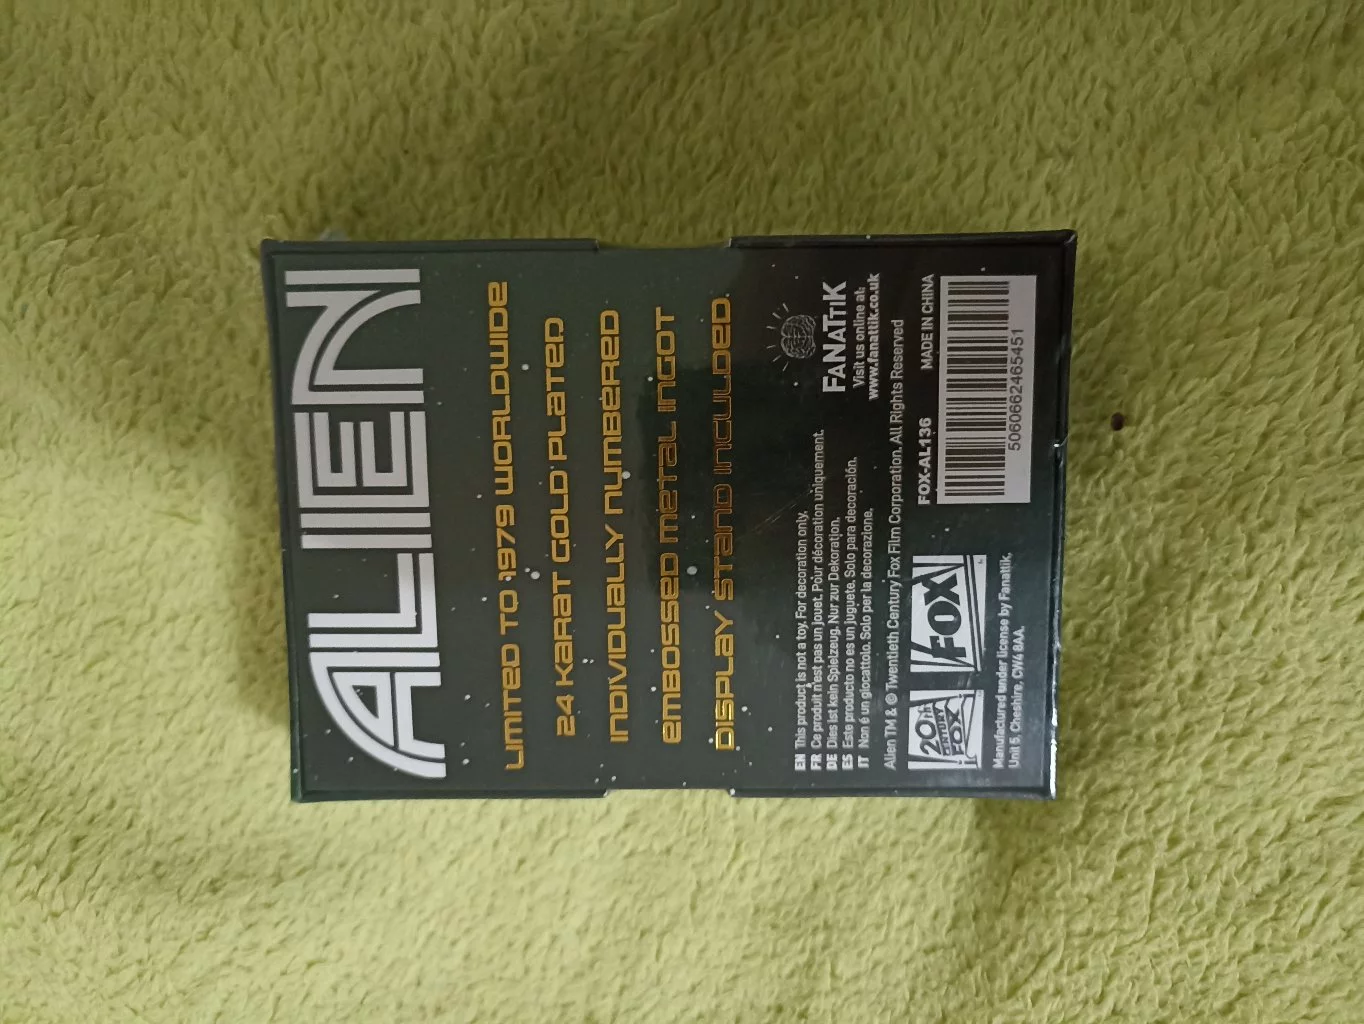 ALIEN
LIMITED TO 1979 WORLDWIDE
24 KARAT GOLD PLATED
INDIVIDUALLY NUMBERED
EMBOSSED METAL INGOT
DISPLAY STAND INCLUDED.
EN This product is not a toy. For decoration only.
FR Ce produit n'est pas un jouet. Pour décoration uniquement.
DE Dies ist kein Spielzeug. Nur zur Dekoration.
ES Este producto no es un juguete. Solo para decoración.
IT Non é un giocattolo. Solo per la decorazione.
FANATTIK
Visit us online at:
www.fanattik.co.uk
Alien TM & © Twentieth Century Fox Film Corporation. All Rights Reserved
20th
CENTURY
FOX
FOX
FOX-AL136 MADE IN CHINA
5060662465451
Manufactured under license by Fanattik.
Unit 5, Cheshire, CW4 8AA.